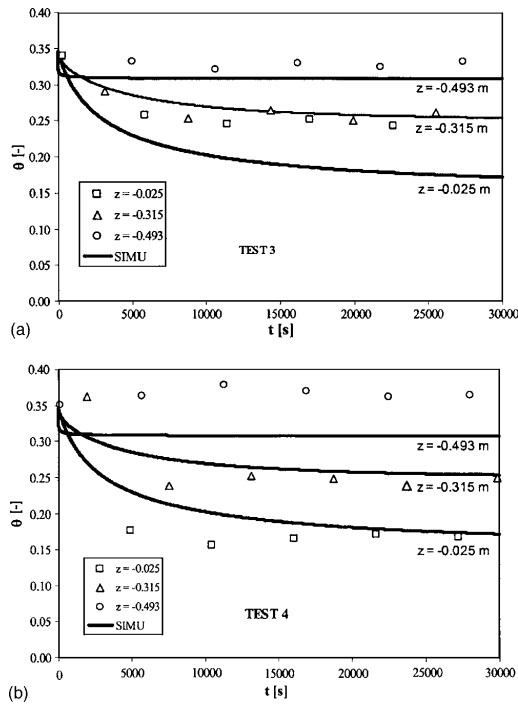 0.40
0.35
z = -0.493 m
0.30
0.25
z = -0.315 m
θ [-]
0.20
z = -0.025 m
0.15
z = -0.025
z = -0.315
z = -0.493
SIMU
TEST 3
0.10
0.05
0.00
0 5000 10000 15000 20000 25000 30000
t [s]
(a)
0.40
0.35
0.30
z = -0.493 m
0.25
z = -0.315 m
θ [-]
0.20
z = -0.025 m
0.15
z = -0.025
z = -0.315
z = -0.493
SIMU
TEST 4
0.10
0.05
0.00
0 5000 10000 15000 20000 25000 30000
t [s]
(b)